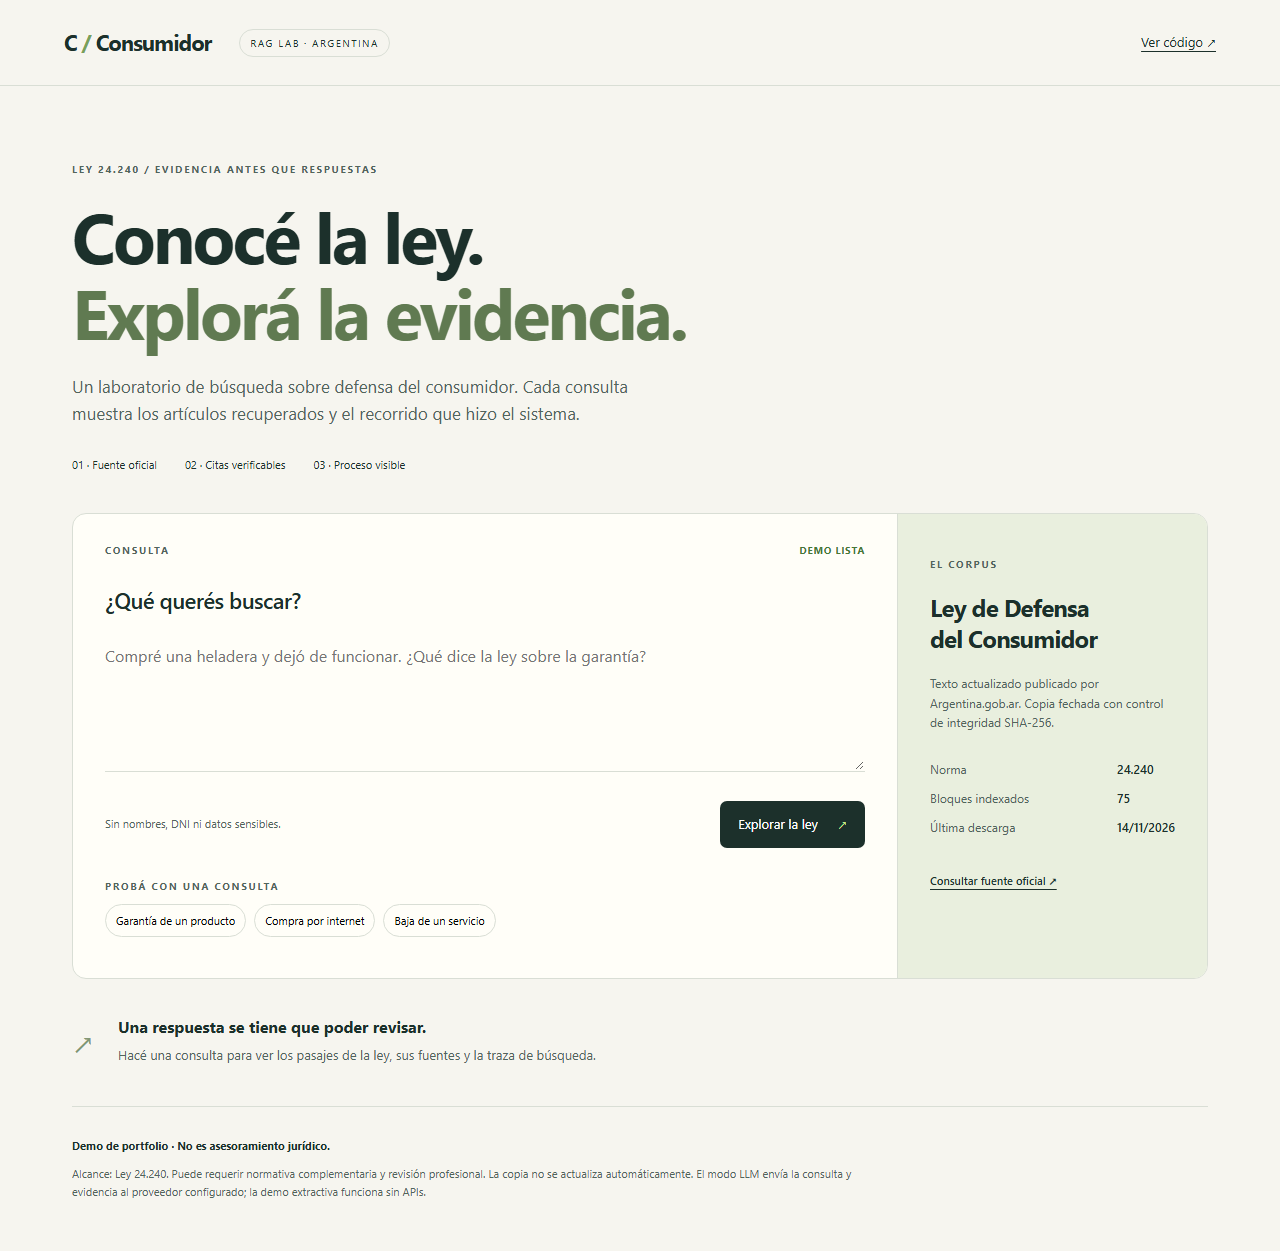 C / Consumidor
RAG LAB · ARGENTINA
Ver código ↗
LEY 24.240 / EVIDENCIA ANTES QUE RESPUESTAS
Conocé la ley.
Explorá la evidencia.
Un laboratorio de búsqueda sobre defensa del consumidor. Cada consulta
muestra los artículos recuperados y el recorrido que hizo el sistema.
01 · Fuente oficial
02 · Citas verificables
03 · Proceso visible
CONSULTA
DEMO LISTA
¿Qué querés buscar?
Compré una heladera y dejó de funcionar. ¿Qué dice la ley sobre la garantía?
Sin nombres, DNI ni datos sensibles.
Explorar la ley ↗
PROBÁ CON UNA CONSULTA
Garantía de un producto
Compra por internet
Baja de un servicio
EL CORPUS
Ley de Defensa
del Consumidor
Texto actualizado publicado por
Argentina.gob.ar. Copia fechada con control
de integridad SHA-256.
Norma 24.240
Bloques indexados 75
Última descarga 14/11/2026
Consultar fuente oficial ↗
↗
Una respuesta se tiene que poder revisar.
Hacé una consulta para ver los pasajes de la ley, sus fuentes y la traza de búsqueda.
Demo de portfolio · No es asesoramiento jurídico.
Alcance: Ley 24.240. Puede requerir normativa complementaria y revisión profesional. La copia no se actualiza automáticamente. El modo LLM envía la consulta y
evidencia al proveedor configurado; la demo extractiva funciona sin APIs.